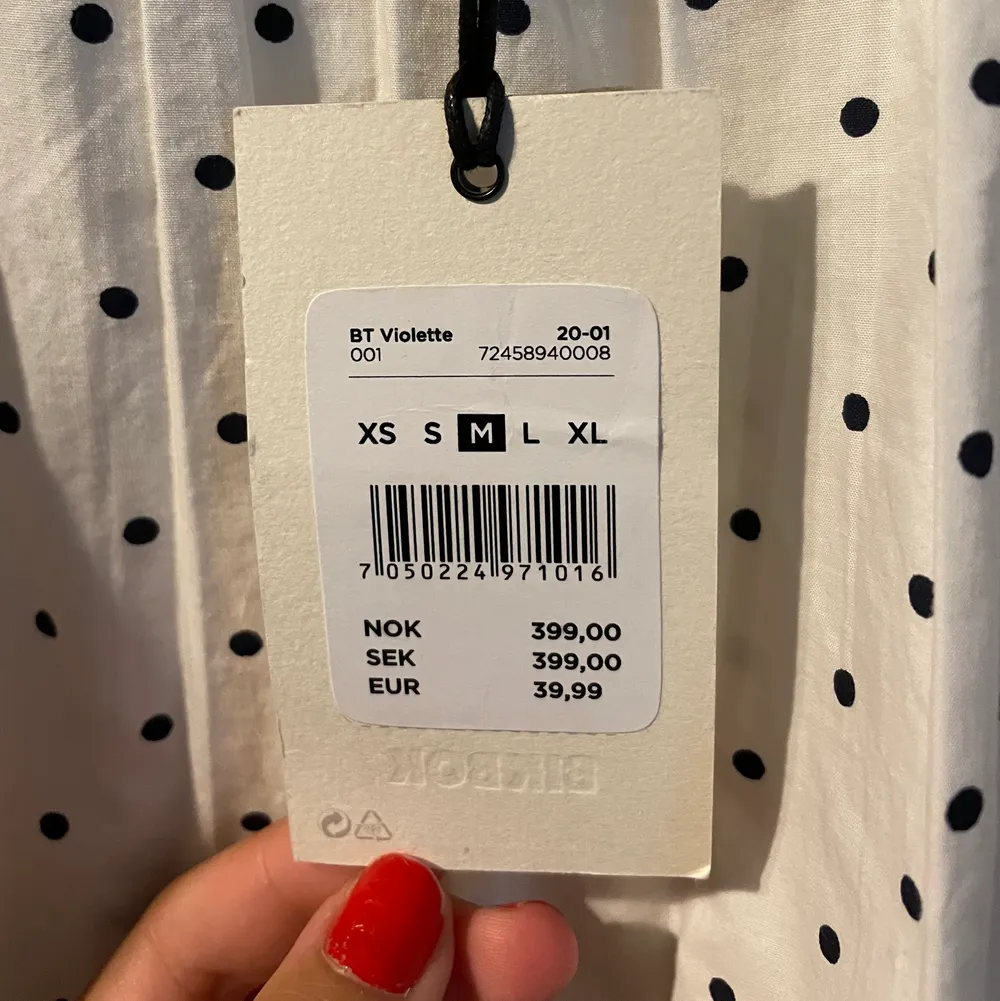 BT Violette 20-01
001 72458940008
XS S M L XL
7 050224 971016
NOK 399,00
SEK 399,00
EUR 39,99
BIKBOK